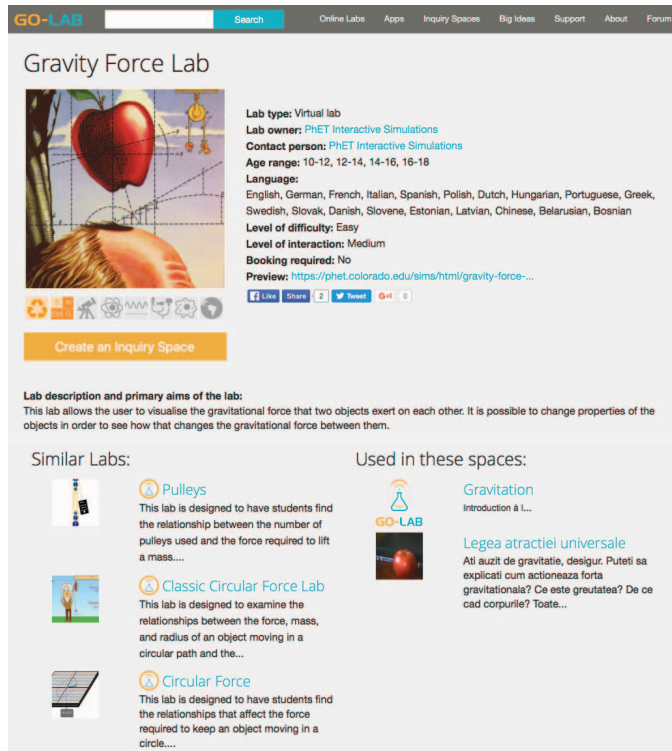 GO-LAB
Search
Online Labs Apps Inquiry Spaces Big Ideas Support About Forum
Gravity Force Lab
Lab type: Virtual lab
Lab owner: PhET Interactive Simulations
Contact person: PhET Interactive Simulations
Age range: 10-12, 12-14, 14-16, 16-18
Language:
English, German, French, Italian, Spanish, Polish, Dutch, Hungarian, Portuguese, Greek,
Swedish, Slovak, Danish, Slovene, Estonian, Latvian, Chinese, Belarusian, Bosnian
Level of difficulty: Easy
Level of interaction: Medium
Booking required: No
Preview: https://phet.colorado.edu/sims/html/gravity-force-...
Like Share 2 Tweet G+1 0
Create an Inquiry Space
Lab description and primary aims of the lab:
This lab allows the user to visualise the gravitational force that two objects exert on each other. It is possible to change properties of the
objects in order to see how that changes the gravitational force between them.
Similar Labs:
Pulleys
This lab is designed to have students find
the relationship between the number of
pulleys used and the force required to lift
a mass....
Classic Circular Force Lab
This lab is designed to examine the
relationships between the force, mass,
and radius of an object moving in a
circular path and the...
Circular Force
This lab is designed to have students find
the relationships that affect the force
required to keep an object moving in a
circle....
Used in these spaces:
GO-LAB
Gravitation
Introduction à l...
Legea atractiei universale
Ati auzit de gravitatie, desigur. Puteti sa
explicati cum actioneaza forta
gravitationala? Ce este greutatea? De ce
cad corpurile? Toate...